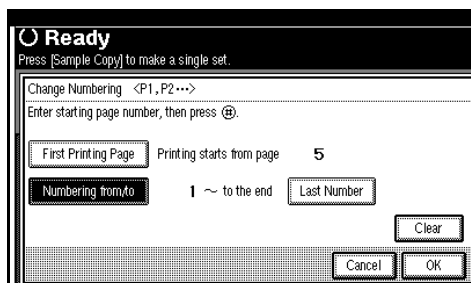 Ready
Press [Sample Copy] to make a single set.
Change Numbering <P1,P2···>
Enter starting page number, then press (#).
First Printing Page Printing starts from page 5
Numbering from/to 1 ~ to the end Last Number
Clear
Cancel OK